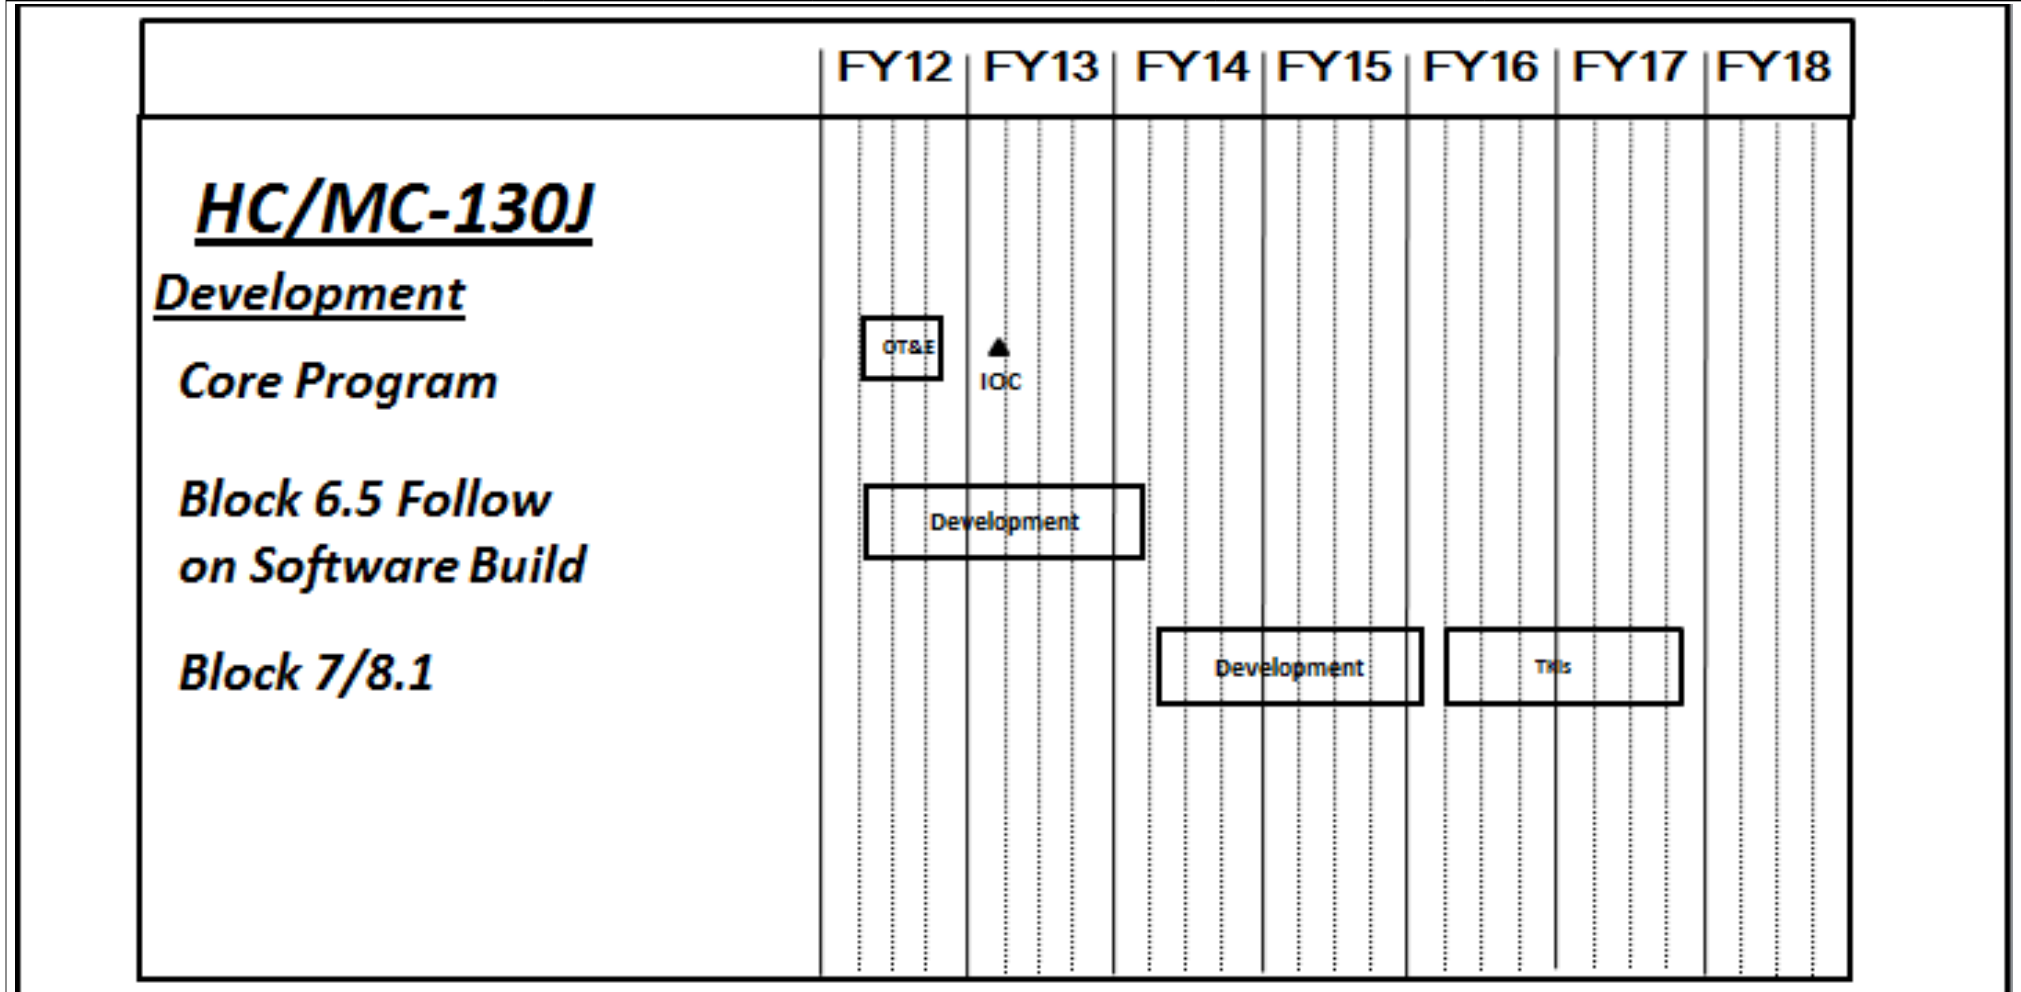 FY12 FY13 FY14 FY15 FY16 FY17 FY18
HC/MC-130J
Development
OT&E
Core Program
IOC
Block 6.5 Follow
on Software Build
Development
Block 7/8.1
Development
TKIs